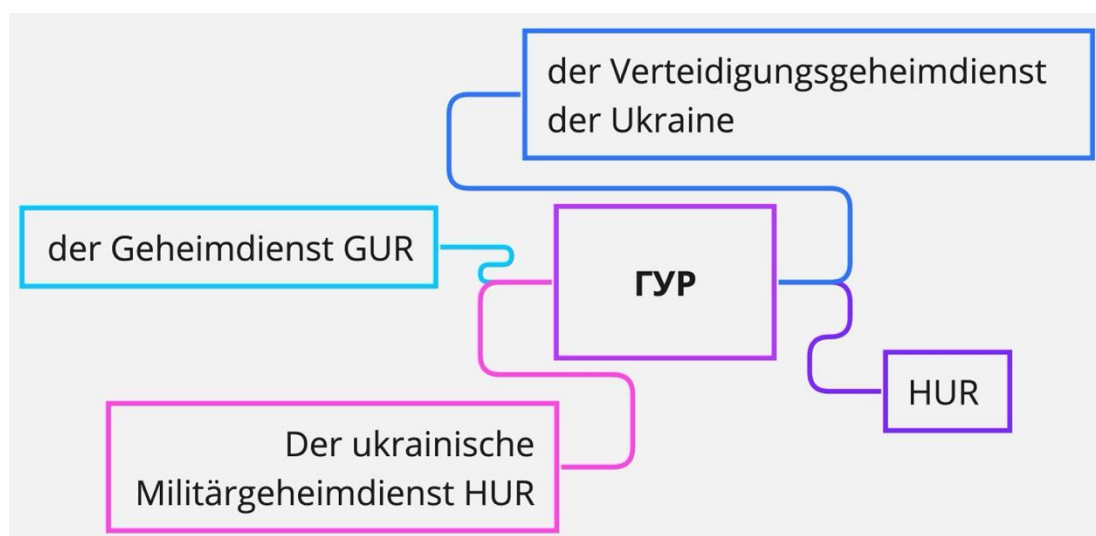 der Verteidigungsgeheimdienst
der Ukraine
der Geheimdienst GUR
ГУР
HUR
Der ukrainische
Militärgeheimdienst HUR